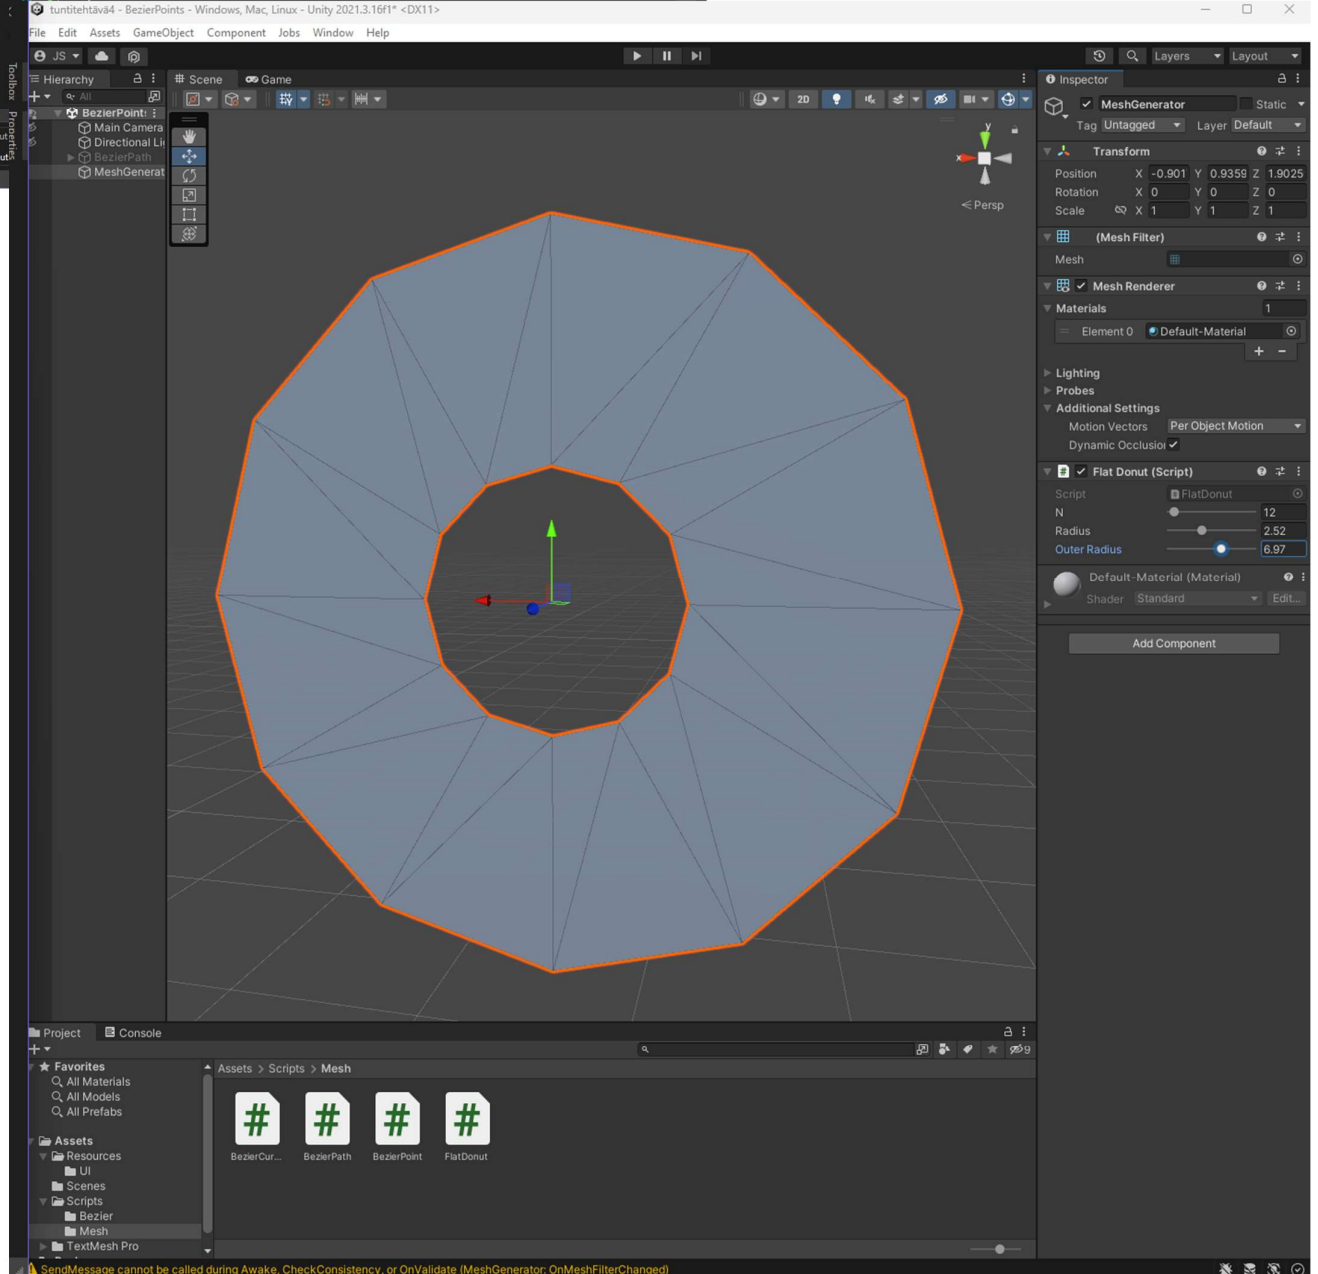 tuntitehtävä4 - BezierPoints - Windows, Mac, Linux - Unity 2021.3.16f1* <DX11>
File Edit Assets GameObject Component Jobs Window Help
JS
Layers
Layout
Toolbox
Properties
Hierarchy
All
BezierPoint
Main Camera
Directional Li
BezierPath
MeshGenerat
Scene
Game
2D
y
x
Persp
Inspector
MeshGenerator Static
Tag Untagged Layer Default
Transform
Position X -0.901 Y 0.9359 Z 1.9025
Rotation X 0 Y 0 Z 0
Scale X 1 Y 1 Z 1
(Mesh Filter)
Mesh
Mesh Renderer
Materials 1
Element 0 Default-Material
+ −
Lighting
Probes
Additional Settings
Motion Vectors Per Object Motion
Dynamic Occlusion
Flat Donut (Script)
Script FlatDonut
N 12
Radius 2.52
Outer Radius 6.97
Default-Material (Material)
Shader Standard Edit...
Add Component
Project
Console
9
Favorites
All Materials
All Models
All Prefabs
Assets
Resources
UI
Scenes
Scripts
Bezier
Mesh
TextMesh Pro
Assets > Scripts > Mesh
BezierCur...
BezierPath
BezierPoint
FlatDonut
SendMessage cannot be called during Awake, CheckConsistency, or OnValidate (MeshGenerator: OnMeshFilterChanged)